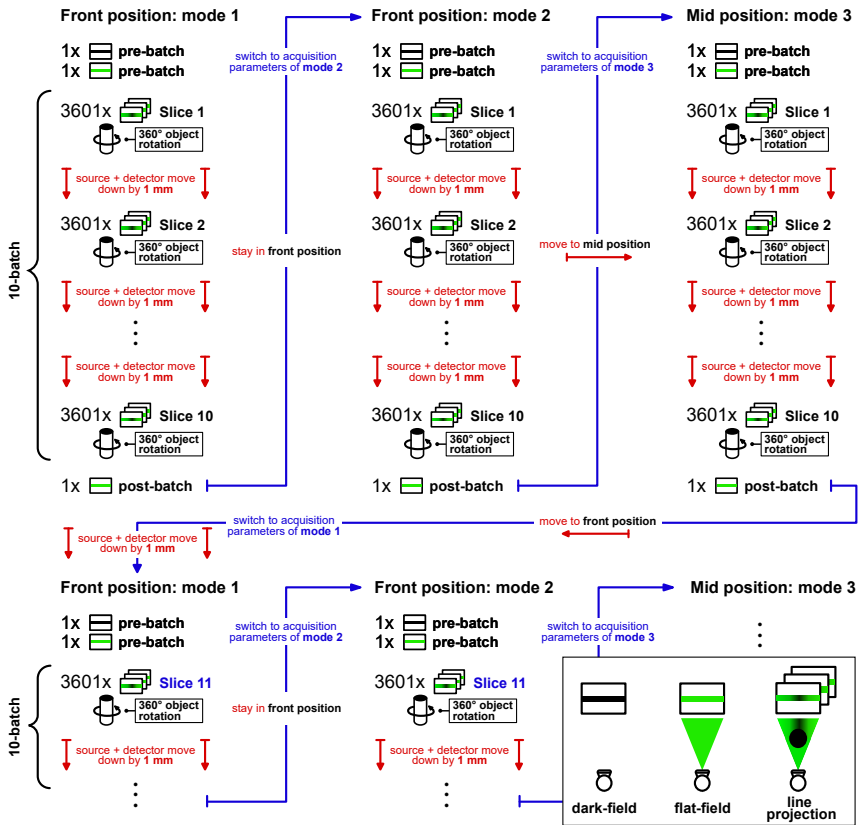 Front position: mode 1
1x pre-batch
1x pre-batch
3601x Slice 1
360° object
rotation
source + detector move
down by 1 mm
3601x Slice 2
360° object
rotation
source + detector move
down by 1 mm
⋮
source + detector move
down by 1 mm
3601x Slice 10
360° object
rotation
1x post-batch
10-batch
switch to acquisition
parameters of mode 2
stay in front position
Front position: mode 2
1x pre-batch
1x pre-batch
3601x Slice 1
360° object
rotation
source + detector move
down by 1 mm
3601x Slice 2
360° object
rotation
source + detector move
down by 1 mm
⋮
source + detector move
down by 1 mm
3601x Slice 10
360° object
rotation
1x post-batch
switch to acquisition
parameters of mode 3
move to mid position
Mid position: mode 3
1x pre-batch
1x pre-batch
3601x Slice 1
360° object
rotation
source + detector move
down by 1 mm
3601x Slice 2
360° object
rotation
source + detector move
down by 1 mm
⋮
source + detector move
down by 1 mm
3601x Slice 10
360° object
rotation
1x post-batch
move to front position
switch to acquisition
parameters of mode 1
source + detector move
down by 1 mm
Front position: mode 1
1x pre-batch
1x pre-batch
3601x Slice 11
360° object
rotation
source + detector move
down by 1 mm
⋮
10-batch
switch to acquisition
parameters of mode 2
stay in front position
Front position: mode 2
1x pre-batch
1x pre-batch
3601x Slice 11
360° object
rotation
source + detector move
down by 1 mm
⋮
switch to acquisition
parameters of mode 3
Mid position: mode 3
⋮
dark-field
flat-field
line
projection